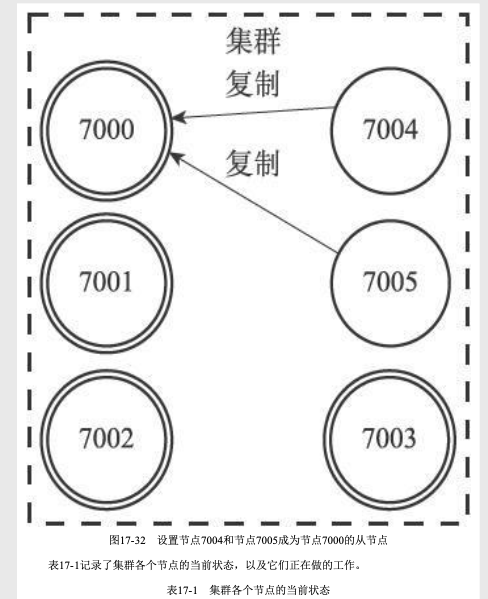 集群
复制
7000
7004
复制
7001
7005
7002
7003
图17-32 设置节点7004和节点7005成为节点7000的从节点
表17-1记录了集群各个节点的当前状态，以及它们正在做的工作。
表17-1 集群各个节点的当前状态